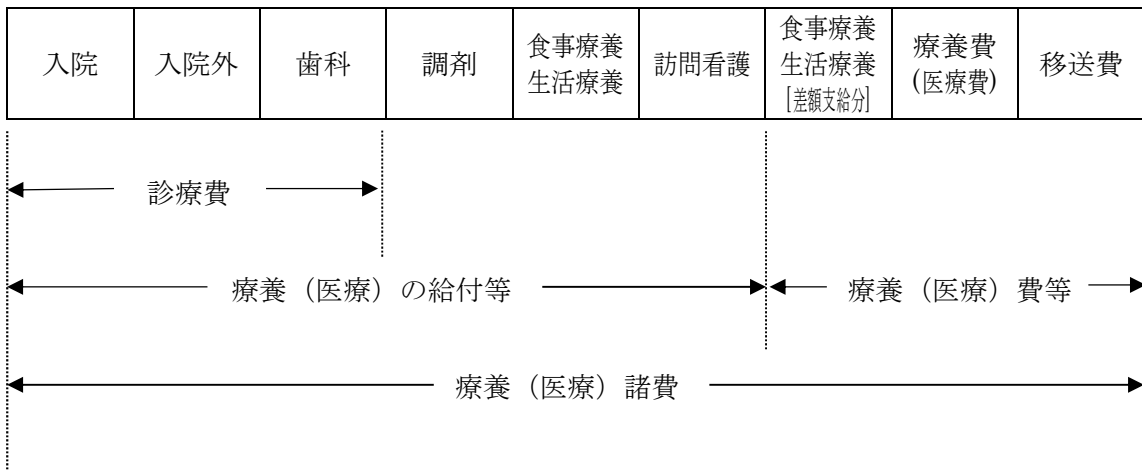 入院
入院外
歯科
調剤
食事療養
生活療養
訪問看護
食事療養
生活療養
[差額支給分]
療養費
(医療費)
移送費
診療費
療養（医療）の給付等
療養（医療）費等
療養（医療）諸費